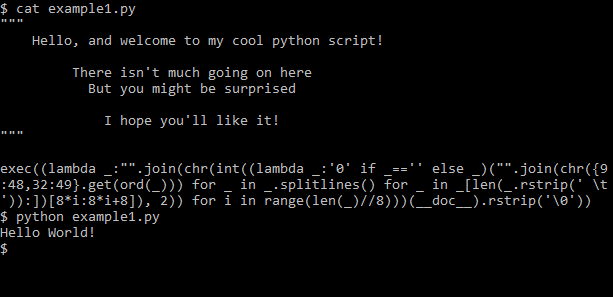 $ cat example1.py
"""
    Hello, and welcome to my cool python script!

         There isn't much going on here
           But you might be surprised

             I hope you'll like it!
"""

exec((lambda _:"".join(chr(int((lambda _:'0' if _=='' else _)("".join(chr({9
:48,32:49}.get(ord(_))) for _ in _.splitlines() for _ in _[len(_.rstrip(' \t
')):])[8*i:8*i+8]), 2)) for i in range(len(_)//8)))(__doc__).rstrip('\0'))
$ python example1.py
Hello World!
$